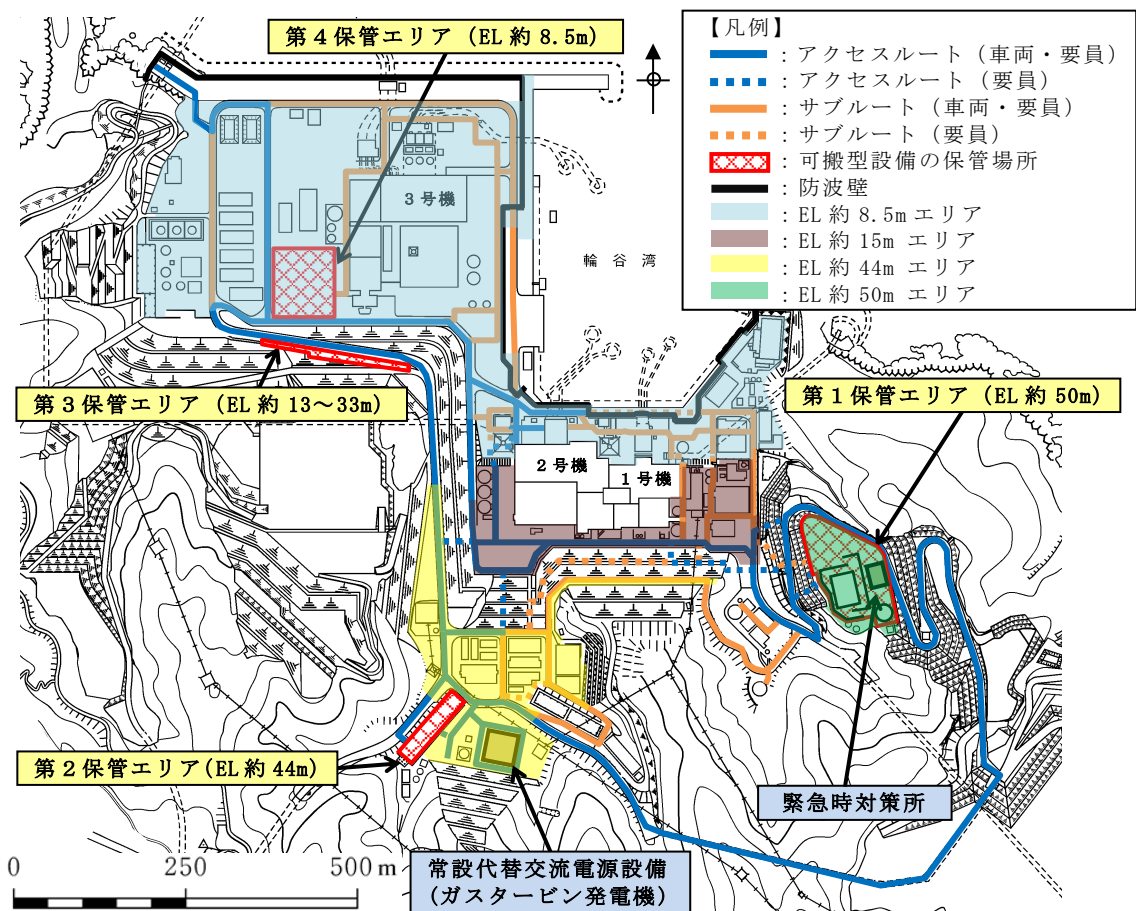 第４保管エリア (EL 約 8.5m)
【凡例】
：アクセスルート（車両・要員）
：アクセスルート（要員）
：サブルート（車両・要員）
：サブルート（要員）
：可搬型設備の保管場所
：防波壁
：EL 約 8.5m エリア
：EL 約 15m エリア
：EL 約 44m エリア
：EL 約 50m エリア
３号機
輪谷湾
第３保管エリア (EL 約 13～33m)
第１保管エリア (EL 約 50m)
２号機
１号機
第２保管エリア(EL 約 44m)
緊急時対策所
常設代替交流電源設備
(ガスタービン発電機)
0 250 500 m